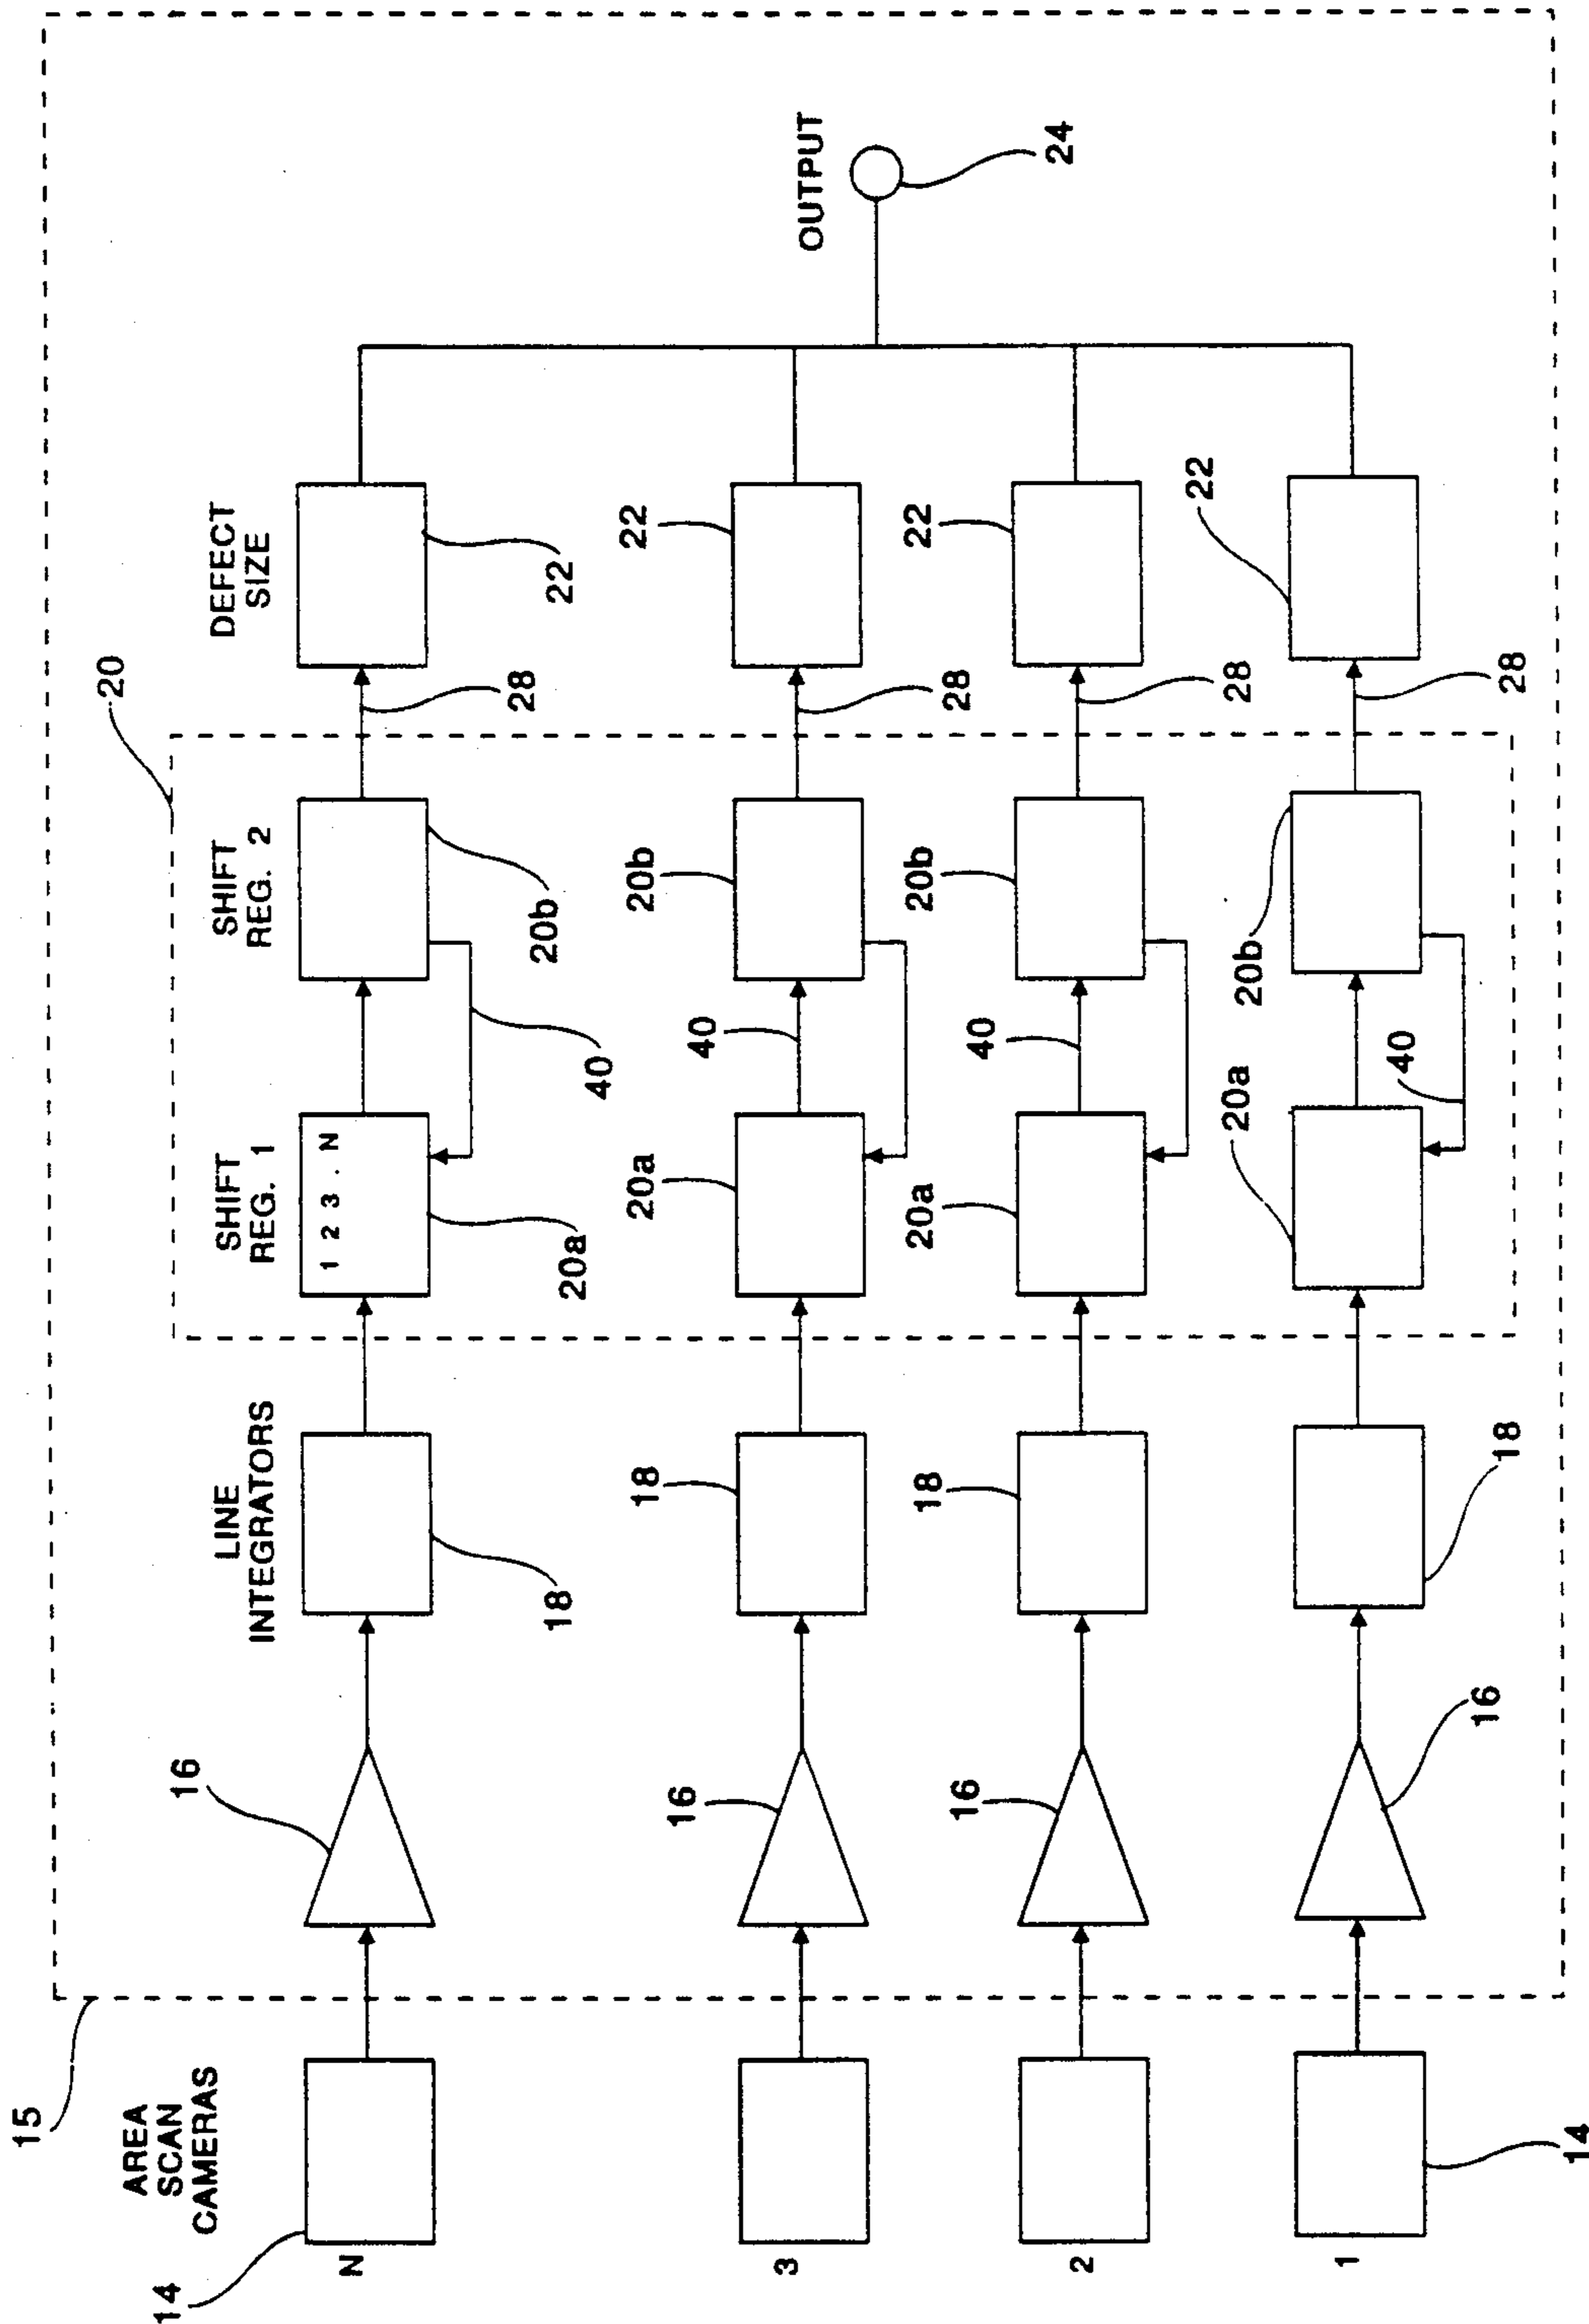 15
20
AREA
SCAN
CAMERAS
LINE
INTEGRATORS
SHIFT
REG. 1
SHIFT
REG. 2
DEFECT
SIZE
OUTPUT
14
N
16
18
1 2 3 . N
20a
40
20b
28
22
3
16
18
20a
40
20b
28
22
24
2
16
18
20a
40
20b
28
22
1
14
16
18
20a
40
20b
28
22